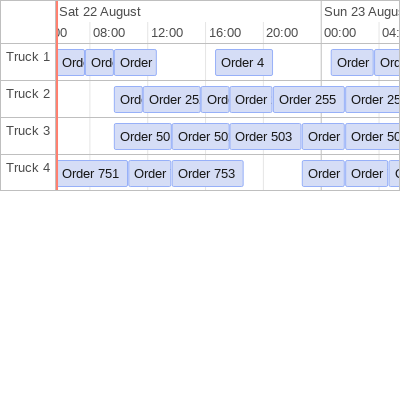 Sat 22 August Sun 23 Augu
00 08:00 12:00 16:00 20:00 00:00 04:
Truck 1 Ord Ord Order Order 4 Order Ord
Truck 2 Ord Order 25 Ord Order Order 255 Order 25
Truck 3 Order 50 Order 50 Order 503 Order Order 50
Truck 4 Order 751 Order Order 753 Order Order